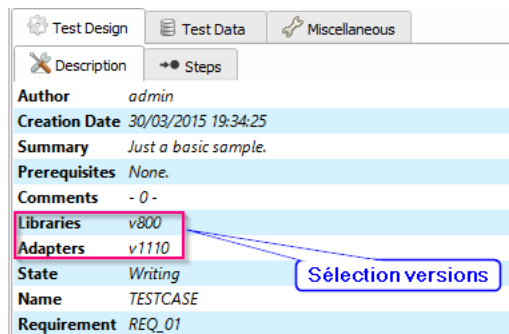 Test Design Test Data Miscellaneous
Description Steps
Author admin
Creation Date 30/03/2015 19:34:25
Summary Just a basic sample.
Prerequisites None.
Comments - 0 -
Libraries v800
Adapters v1110
State Writing
Sélection versions
Name TESTCASE
Requirement REQ_01